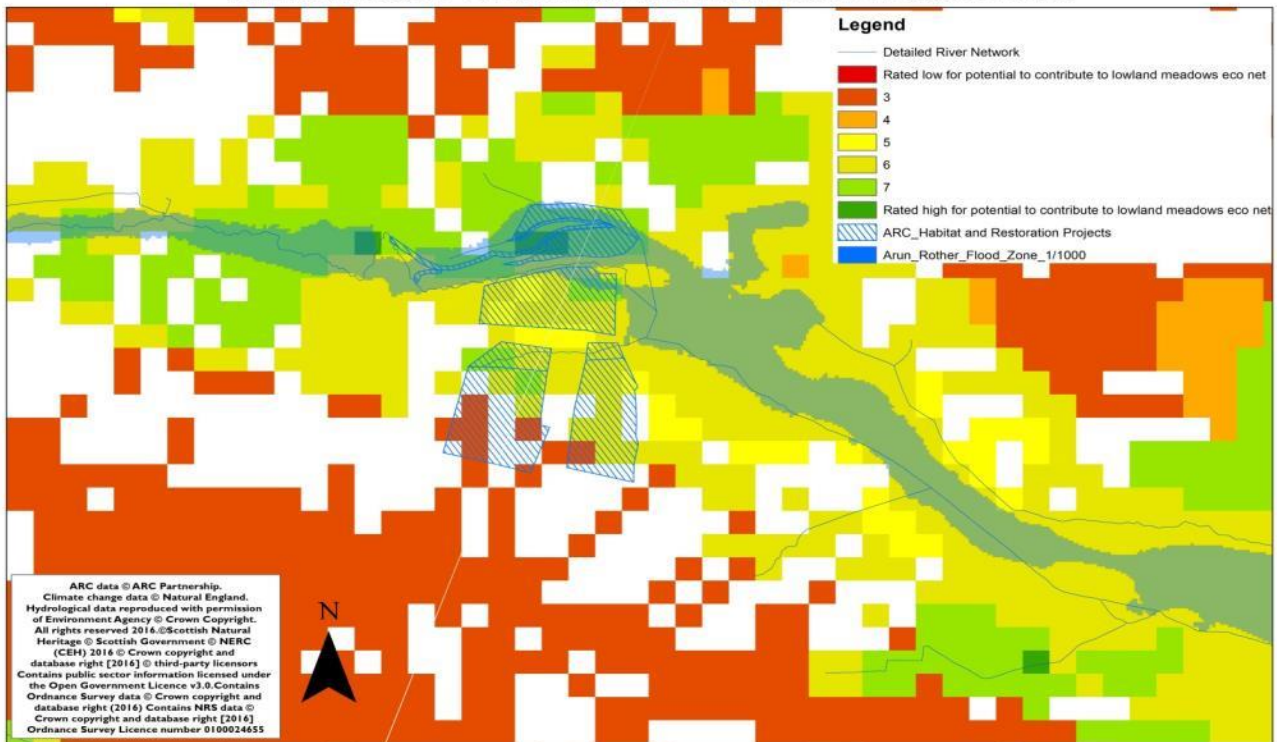 Legend
Detailed River Network
Rated low for potential to contribute to lowland meadows eco net
3
4
5
6
7
Rated high for potential to contribute to lowland meadows eco net
ARC_Habitat and Restoration Projects
Arun_Rother_Flood_Zone_1/1000
N
ARC data © ARC Partnership.
Climate change data © Natural England.
Hydrological data reproduced with permission
of Environment Agency © Crown Copyright.
All rights reserved 2016.©Scottish Natural
Heritage © Scottish Government © NERC
(CEH) 2016 © Crown copyright and
database right [2016] © third-party licensors
Contains public sector information licensed under
the Open Government Licence v3.0.Contains
Ordnance Survey data © Crown copyright and
database right (2016) Contains NRS data ©
Crown copyright and database right [2016]
Ordnance Survey Licence number 0100024655